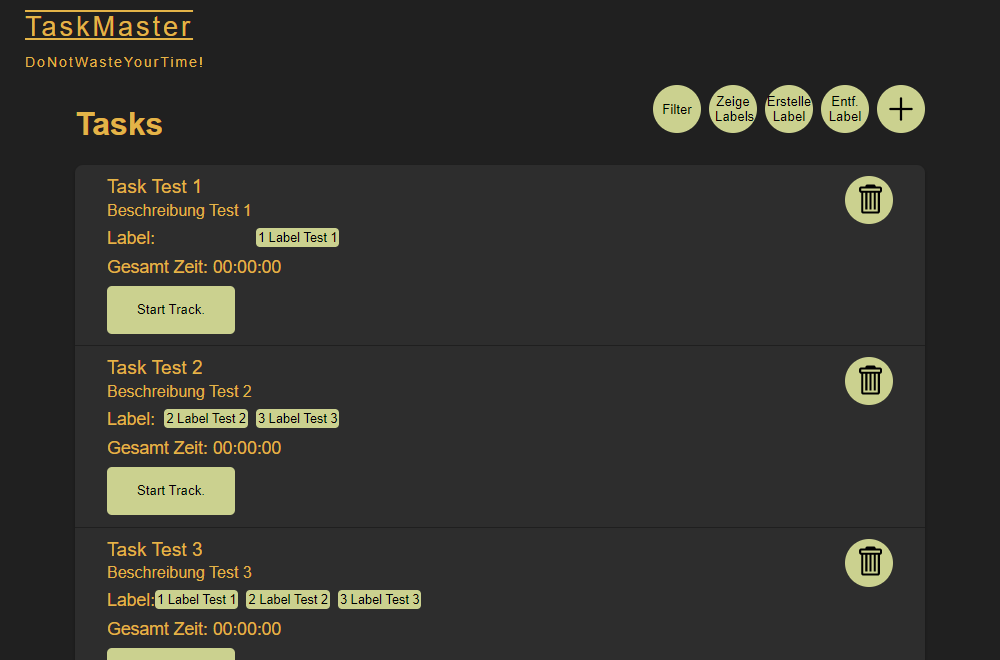 TaskMaster
DoNotWasteYourTime!
Tasks
Filter
Zeige
Labels
Erstelle
Label
Entf.
Label
Task Test 1
Beschreibung Test 1
Label: 1 Label Test 1
Gesamt Zeit: 00:00:00
Start Track.
Task Test 2
Beschreibung Test 2
Label: 2 Label Test 2 3 Label Test 3
Gesamt Zeit: 00:00:00
Start Track.
Task Test 3
Beschreibung Test 3
Label: 1 Label Test 1 2 Label Test 2 3 Label Test 3
Gesamt Zeit: 00:00:00